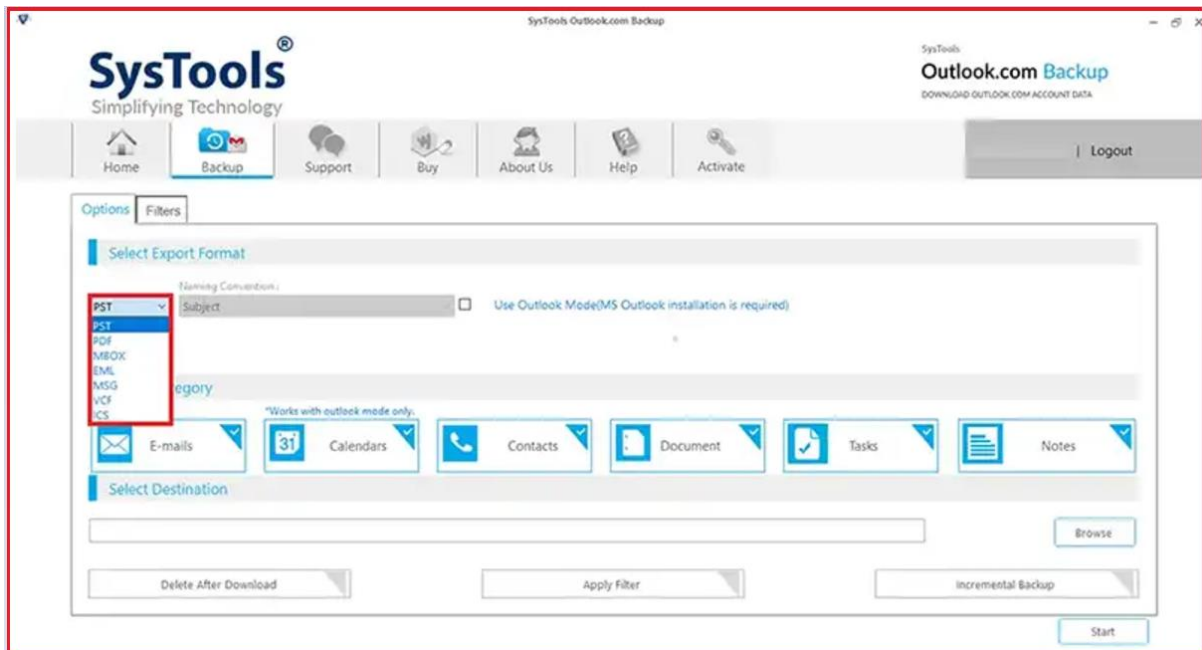 SysTools Outlook.com Backup
SysTools®
Simplifying Technology
SysTools
Outlook.com Backup
DOWNLOAD OUTLOOK.COM ACCOUNT DATA
Home Backup Support Buy About Us Help Activate | Logout
Options Filters
Select Export Format
Naming Convention :
PST Subject Use Outlook Mode(MS Outlook installation is required)
PST
PDF
MBOX
EML
MSG
egory
VCF
*Works with outlook mode only.
ICS
E-mails 31 Calendars Contacts Document Tasks Notes
Select Destination
Browse
Delete After Download Apply Filter Incremental Backup
Start